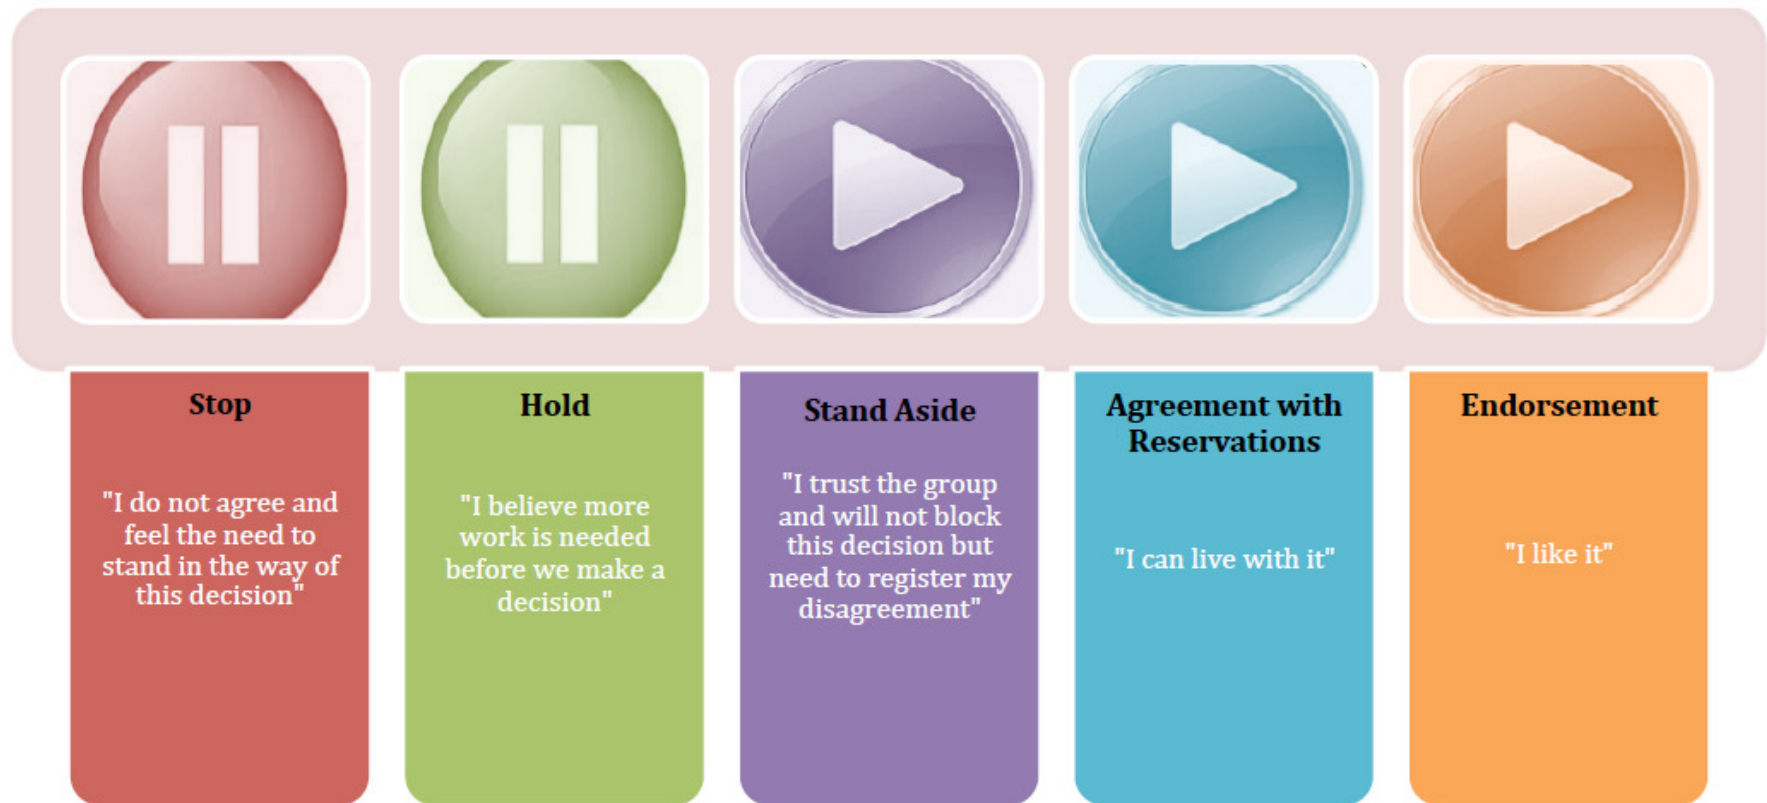 Stop
"I do not agree and
feel the need to
stand in the way of
this decision"
Hold
"I believe more
work is needed
before we make a
decision"
Stand Aside
"I trust the group
and will not block
this decision but
need to register my
disagreement"
Agreement with
Reservations
"I can live with it"
Endorsement
"I like it"